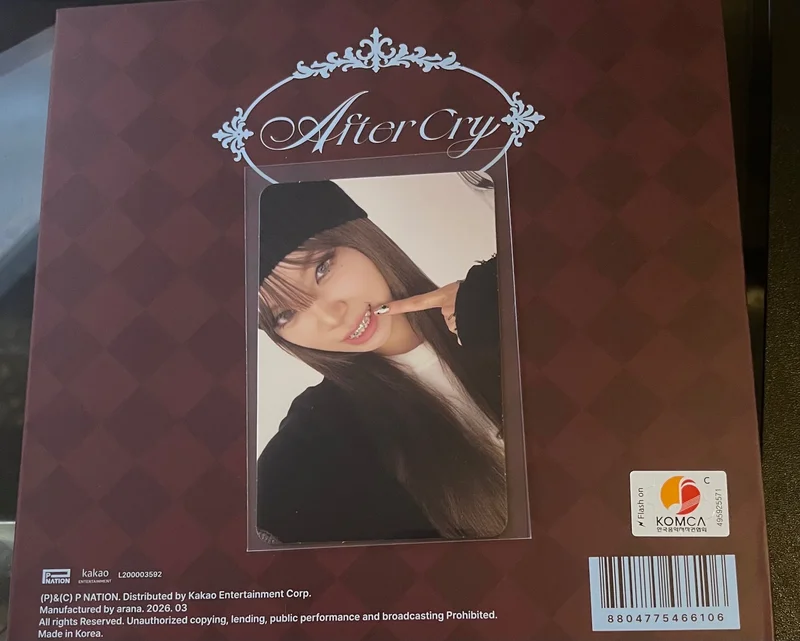 After Cry
Flash on
C
495925571
KOMCA
한국음악저작권협회
P NATION
kakao
ENTERTAINMENT
L200003592
(P)&(C) P NATION. Distributed by Kakao Entertainment Corp.
Manufactured by arana. 2026. 03
All rights Reserved. Unauthorized copying, lending, public performance and broadcasting Prohibited.
Made in Korea.
8804775466106